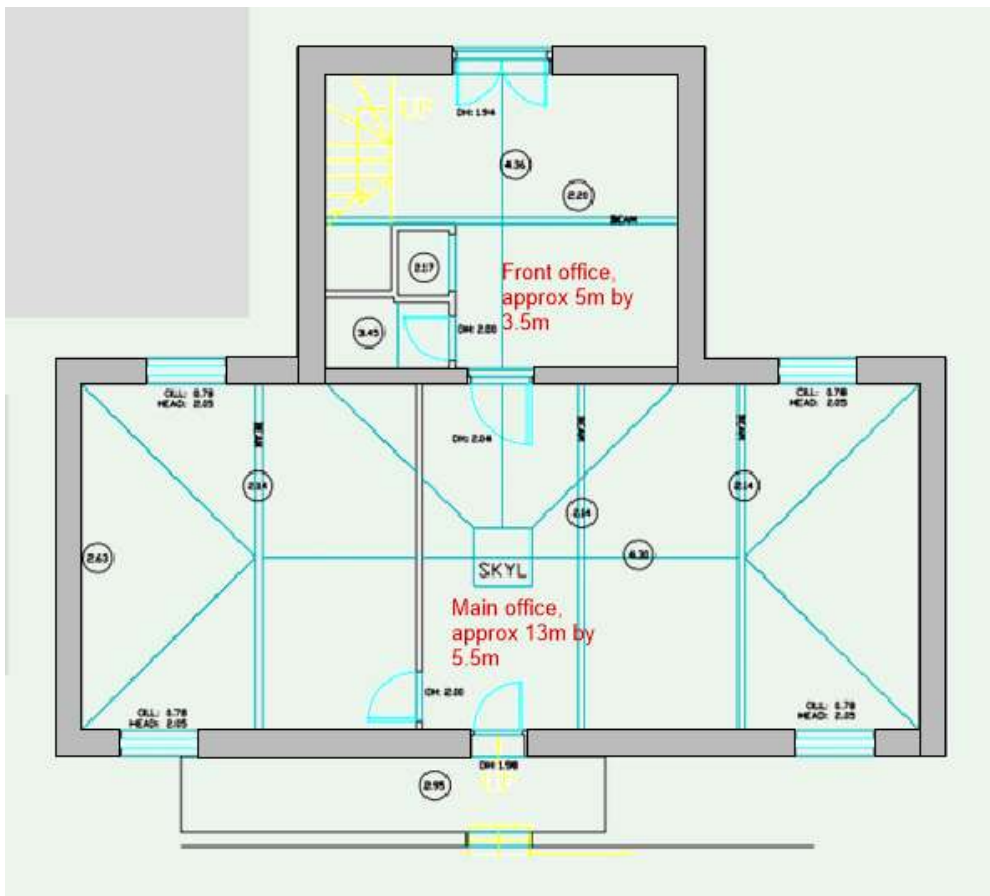 UP
DH: 1.94
4.36
2.20
BEAM
2.07
Front office,
approx 5m by
3.5m
3.45
DH: 2.00
CILL: 0.78
HEAD: 2.05
CILL: 0.78
HEAD: 2.05
BEAM
BEAM
BEAM
DH: 2.04
2.14
2.14
2.14
2.63
4.30
SKYL
Main office,
approx 13m by
5.5m
DH: 2.00
CILL: 0.78
HEAD: 2.05
CILL: 0.78
HEAD: 2.05
DH: 1.98
UP
2.95